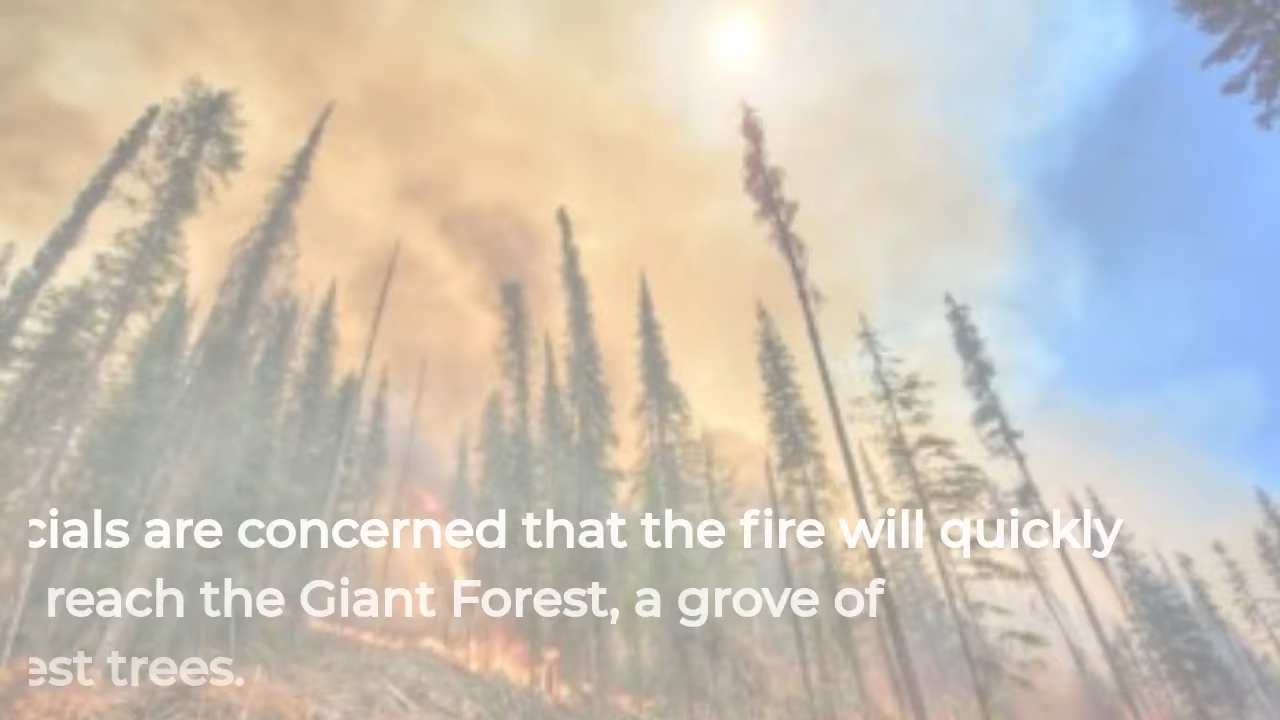 cials are concerned that the fire will quickly
reach the Giant Forest, a grove of
est trees.